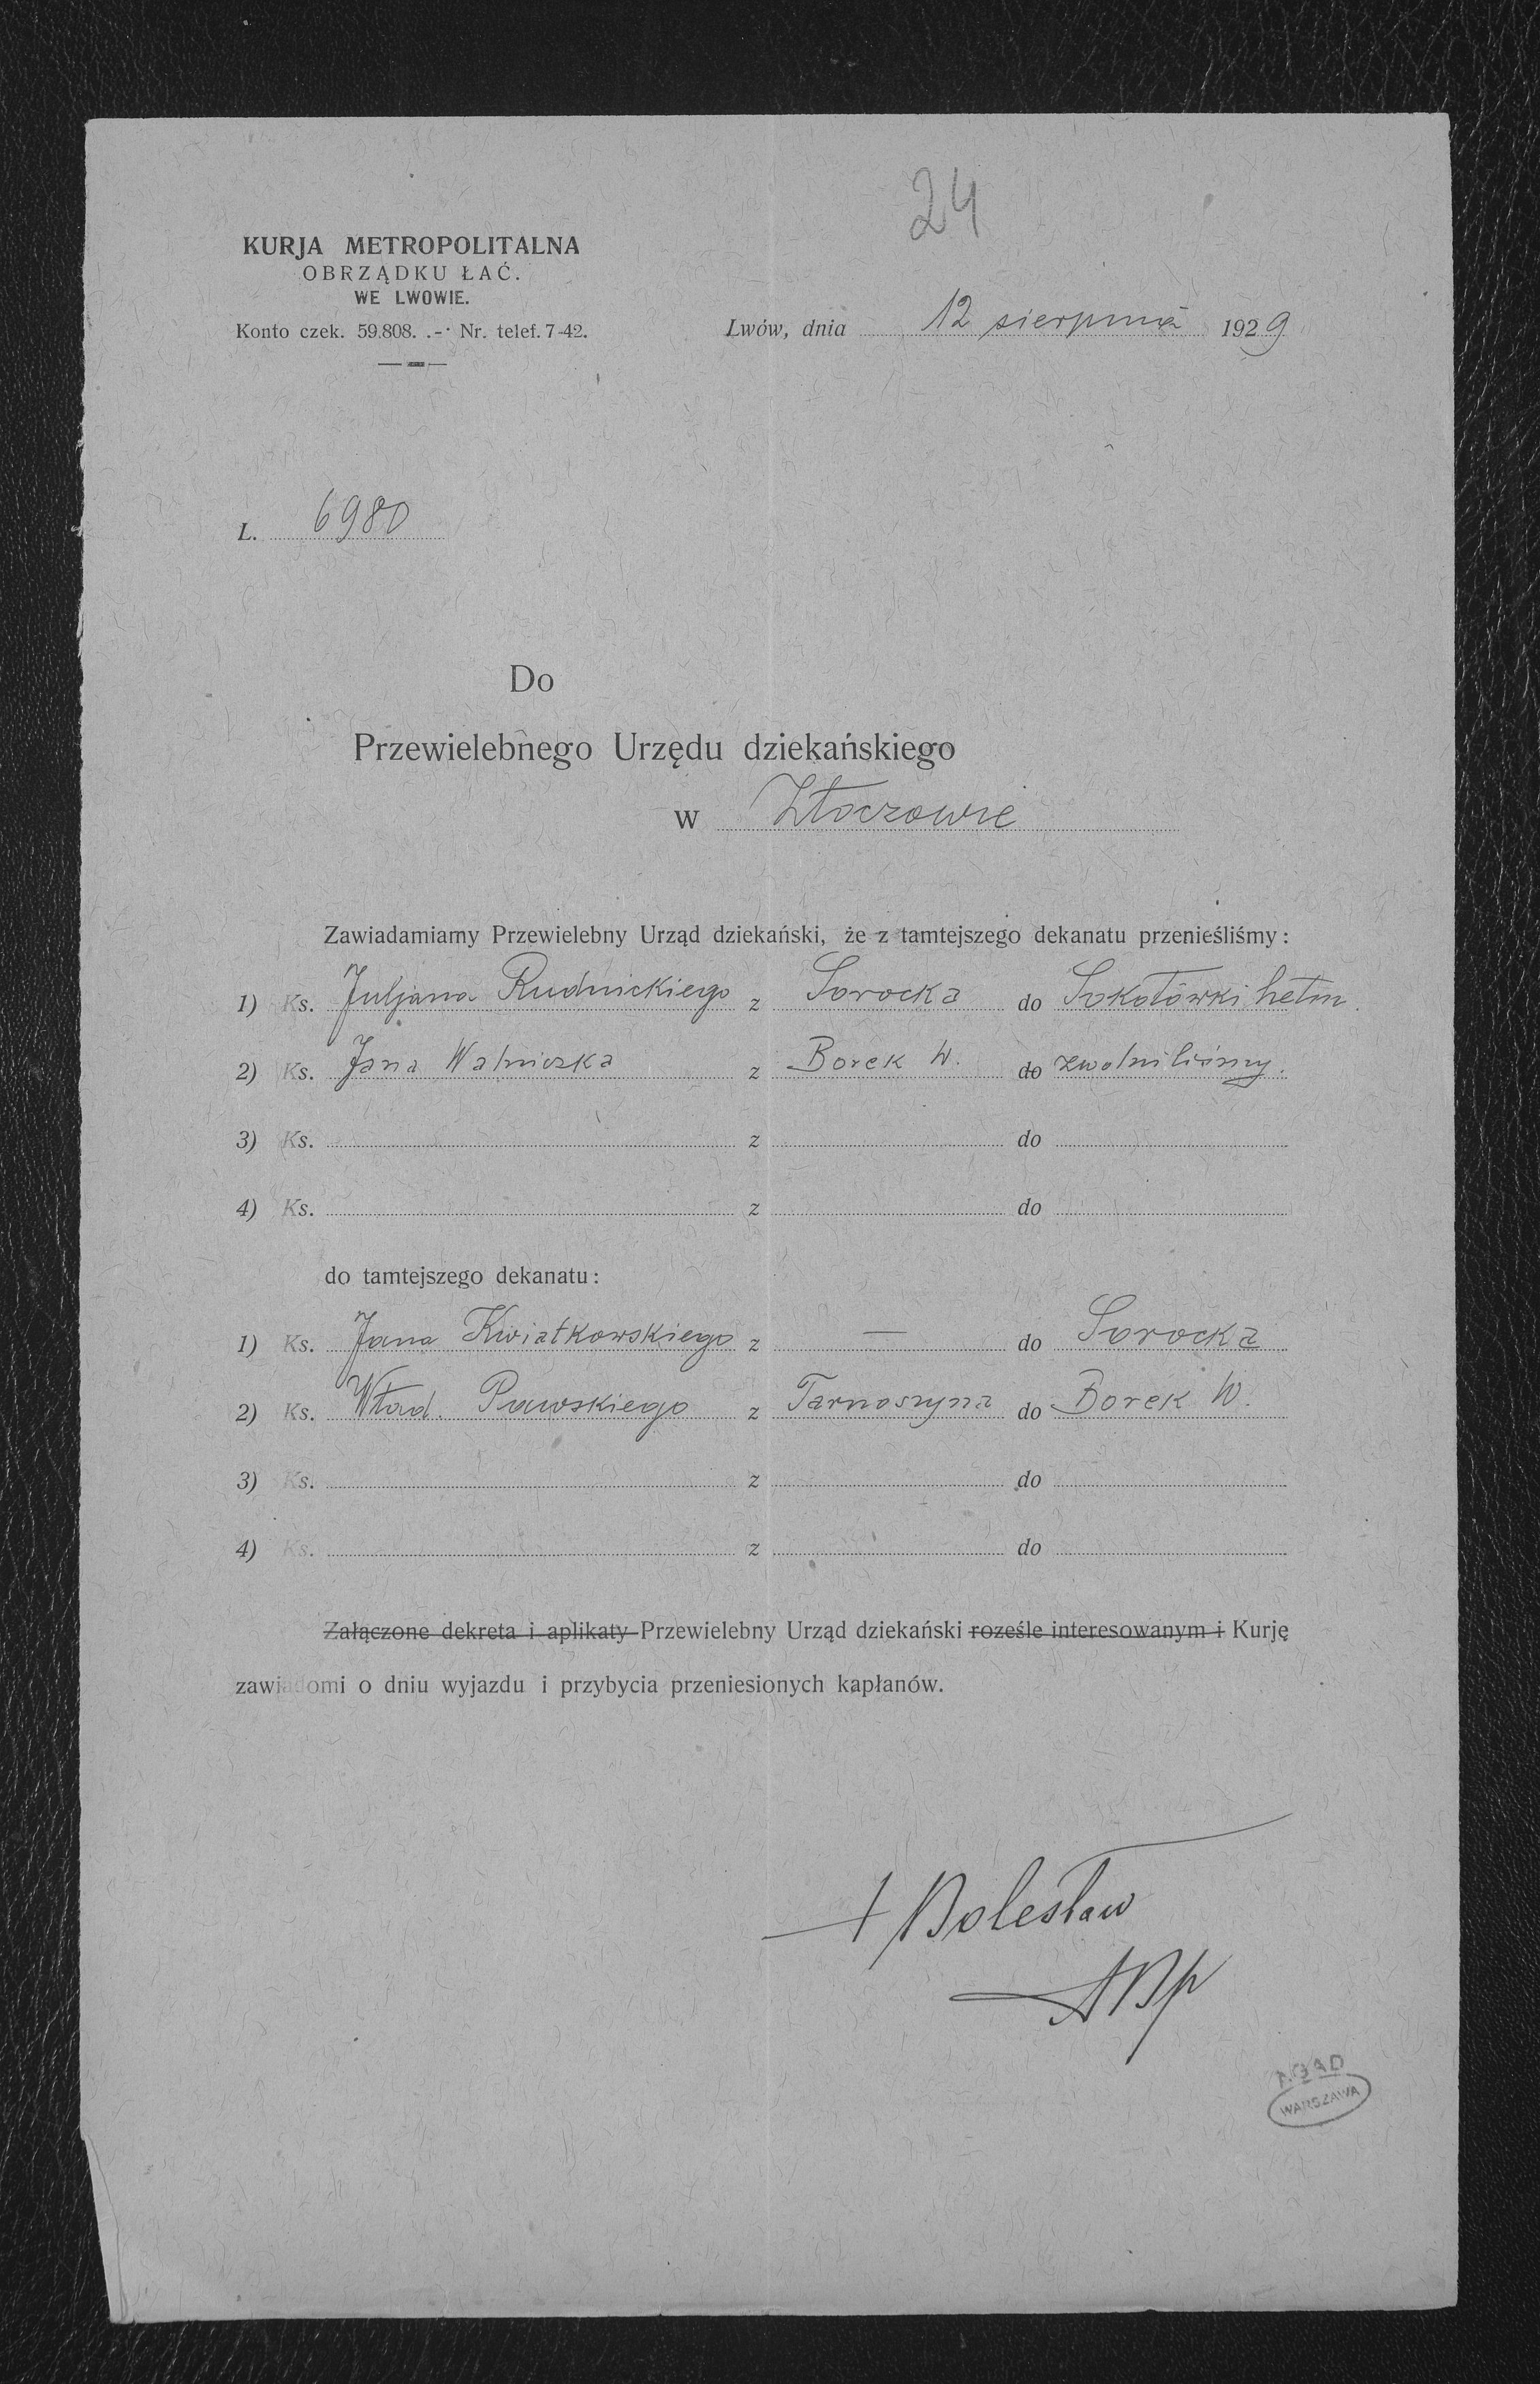 24
KURJA METROPOLITALNA
OBRZĄDKU ŁAĆ.
WE LWOWIE.
Konto czek. 59.808. .-· Nr. telef. 7-42.
Lwów, dnia 12 sierpnia 1929
L. 6980
Do
Przewielebnego Urzędu dziekańskiego
w Złoczowie
Zawiadamiamy Przewielebny Urząd dziekański, że z tamtejszego dekanatu przenieśliśmy:
1) Ks. Juljana Rudnickiego z Sorocka do Sokołówki hetm.
2) Ks. Jana Walniczka z Borek W. do zwolniliśmy.
3) Ks. z do
4) Ks. z do
do tamtejszego dekanatu:
1) Ks. Jana Kwiatkowskiego z — do Sorocka
2) Ks. Wład. Pawskiego z Tarnoszyna do Borek W.
3) Ks. z do
4) Ks. z do
Załączone dekreta i aplikaty Przewielebny Urząd dziekański roześle interesowanym i Kurję
zawiadomi o dniu wyjazdu i przybycia przeniesionych kapłanów.
+ Bolesław
ABp
AGAD
WARSZAWA